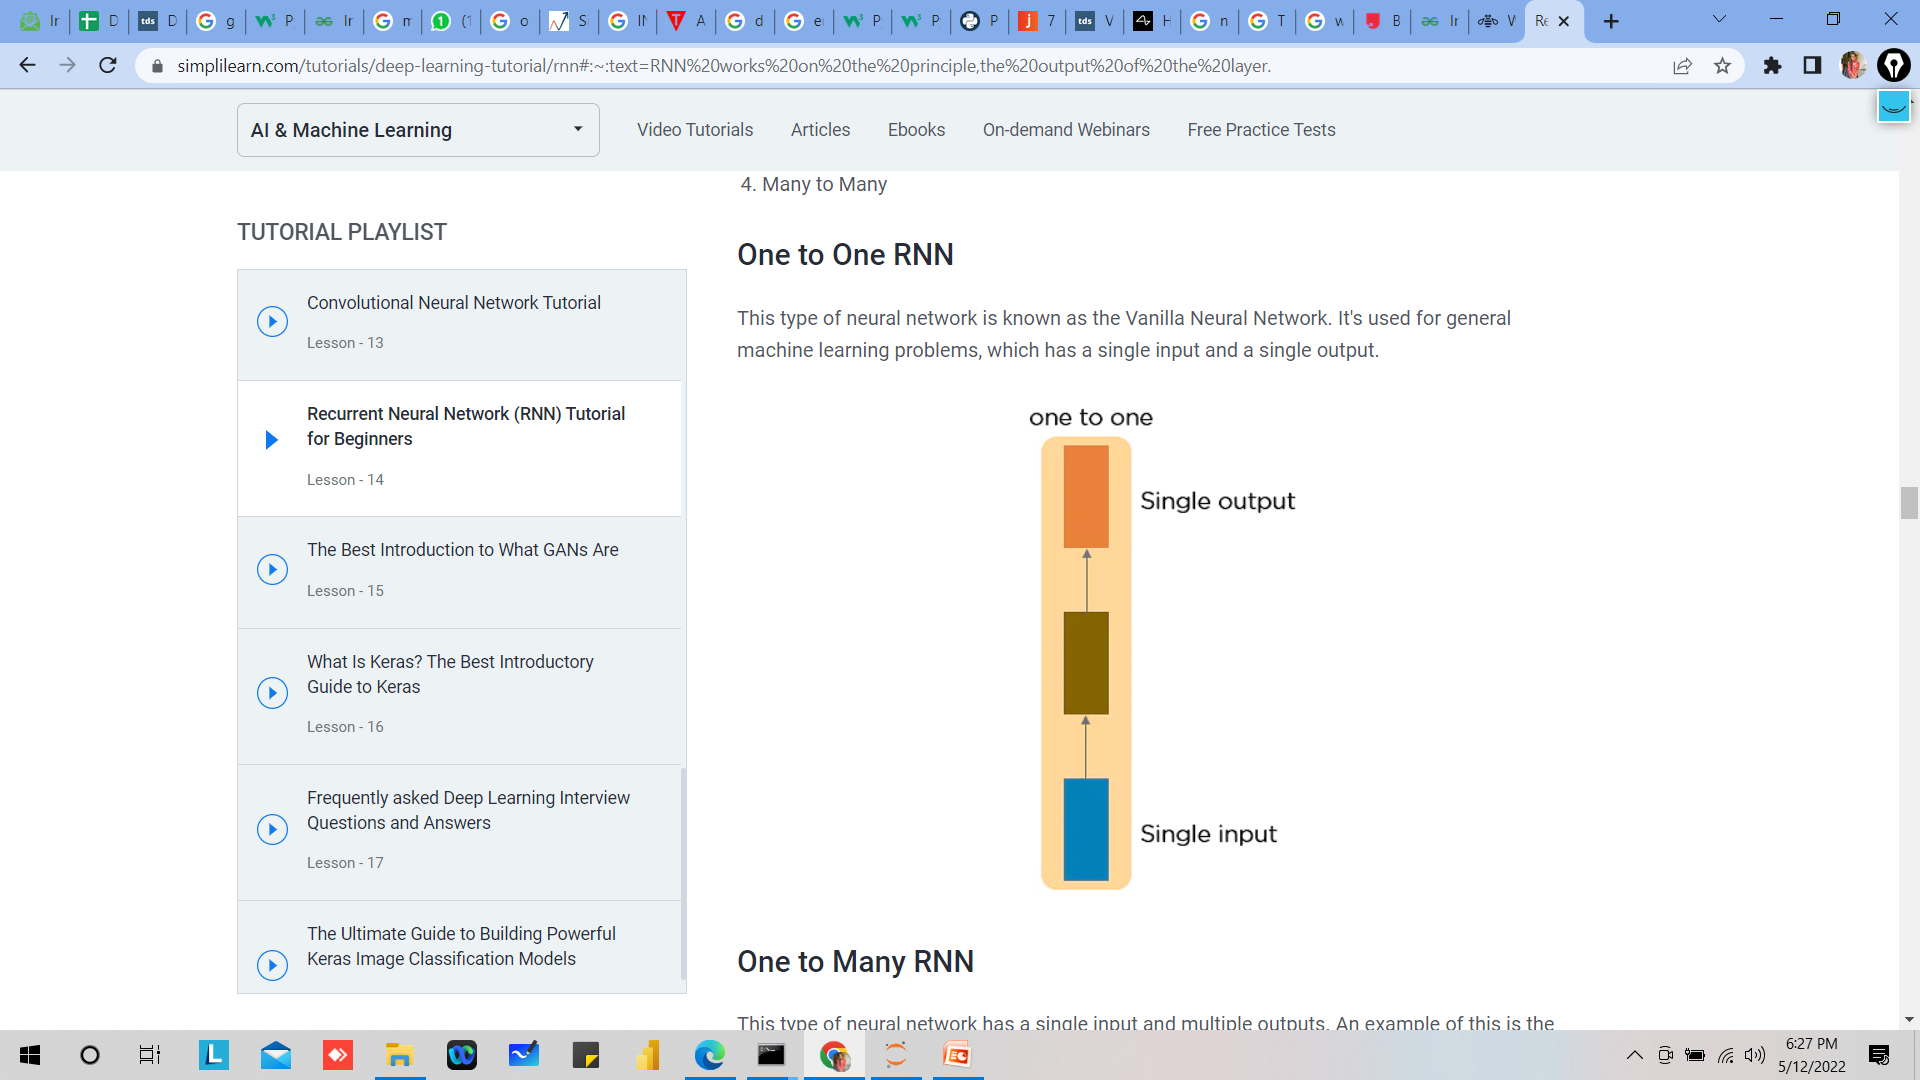 simplilearn.com/tutorials/deep-learning-tutorial/rnn#:~:text=RNN%20works%20on%20the%20principle,the%20output%20of%20the%20layer.
AI & Machine Learning
Video Tutorials
Articles
Ebooks
On-demand Webinars
Free Practice Tests
TUTORIAL PLAYLIST
Convolutional Neural Network Tutorial
Lesson - 13
Recurrent Neural Network (RNN) Tutorial
for Beginners
Lesson - 14
The Best Introduction to What GANs Are
Lesson - 15
What Is Keras? The Best Introductory
Guide to Keras
Lesson - 16
Frequently asked Deep Learning Interview
Questions and Answers
Lesson - 17
The Ultimate Guide to Building Powerful
Keras Image Classification Models
4. Many to Many
One to One RNN
This type of neural network is known as the Vanilla Neural Network. It's used for general
machine learning problems, which has a single input and a single output.
one to one
Single output
Single input
One to Many RNN
This type of neural network has a single input and multiple outputs. An example of this is the
6:27 PM
5/12/2022